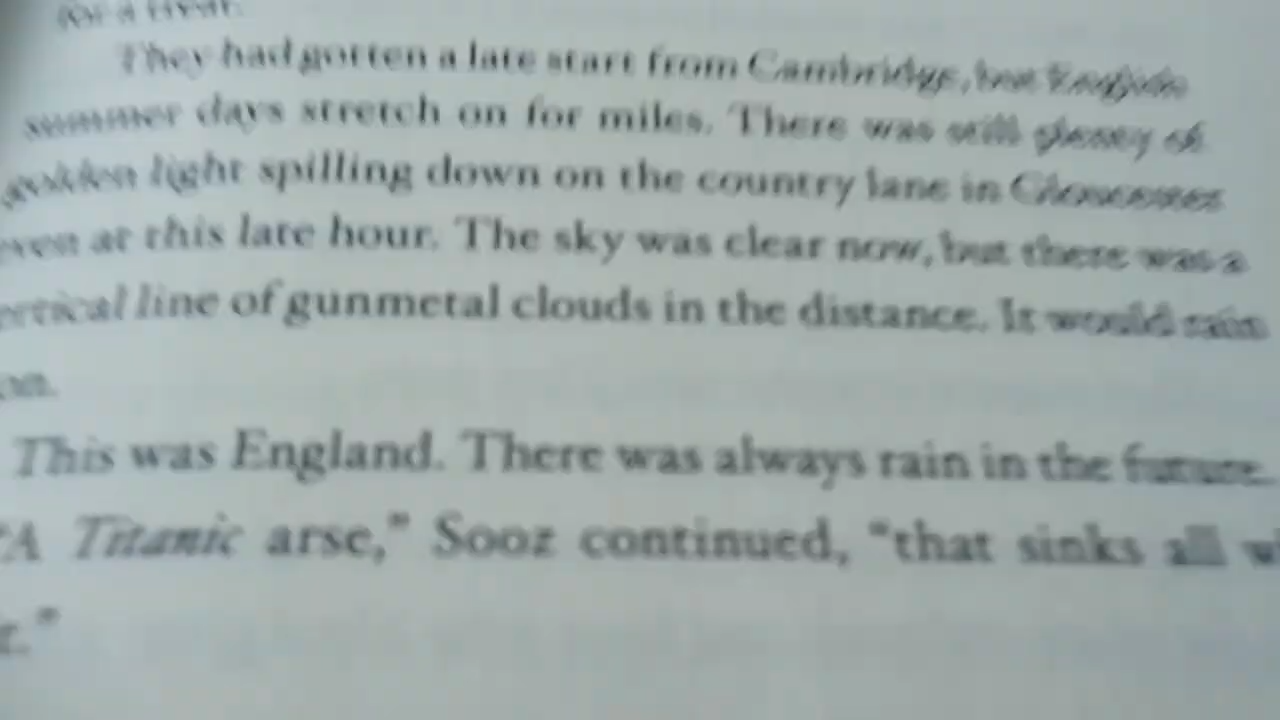 for a treat.
They had gotten a late start from Cambridge, but English
summer days stretch on for miles. There was still plenty of
golden light spilling down on the country lane in
even at this late hour. The sky was clear now, but there was a
vertical line of gunmetal clouds in the distance. It would rain
This was England. There was always rain in the future.
"A Titanic arse," Sooz continued, "that sinks all